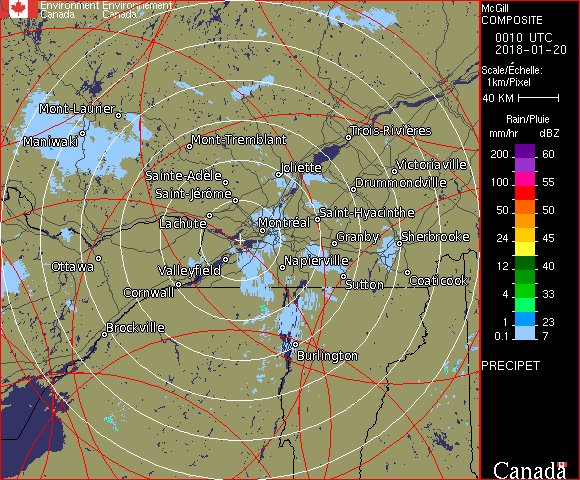 Environment Environnement
Canada Canada
McGill
COMPOSITE
0010 UTC
2018-01-20
Scale/Échelle:
1km/Pixel
40 KM
Rain/Pluie
mm/hr dBZ
200 60
100 55
50 50
24 45
12 40
4 33
1 23
0.1 7
PRECIPET
Canada
Mont-Laurier
Maniwaki
Mont-Tremblant
Trois-Rivières
Sainte-Adèle
Joliette
Victoriaville
Saint-Jérôme
Drummondville
Lachute
Montréal
Saint-Hyacinthe
Granby
Sherbrooke
Ottawa
Valleyfield
Napierville
Cornwall
Sutton
Coaticook
Brockville
Burlington